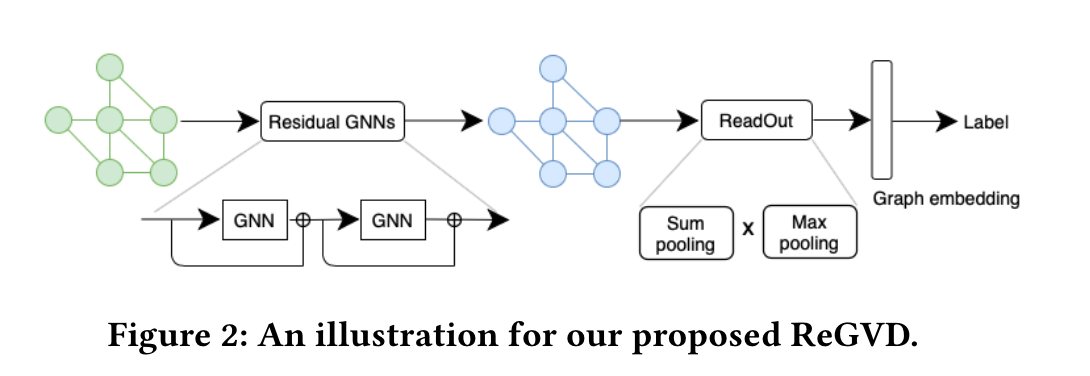 Residual GNNs
ReadOut
Label
Graph embedding
GNN
GNN
Sum
pooling
x
Max
pooling
Figure 2: An illustration for our proposed ReGVD.